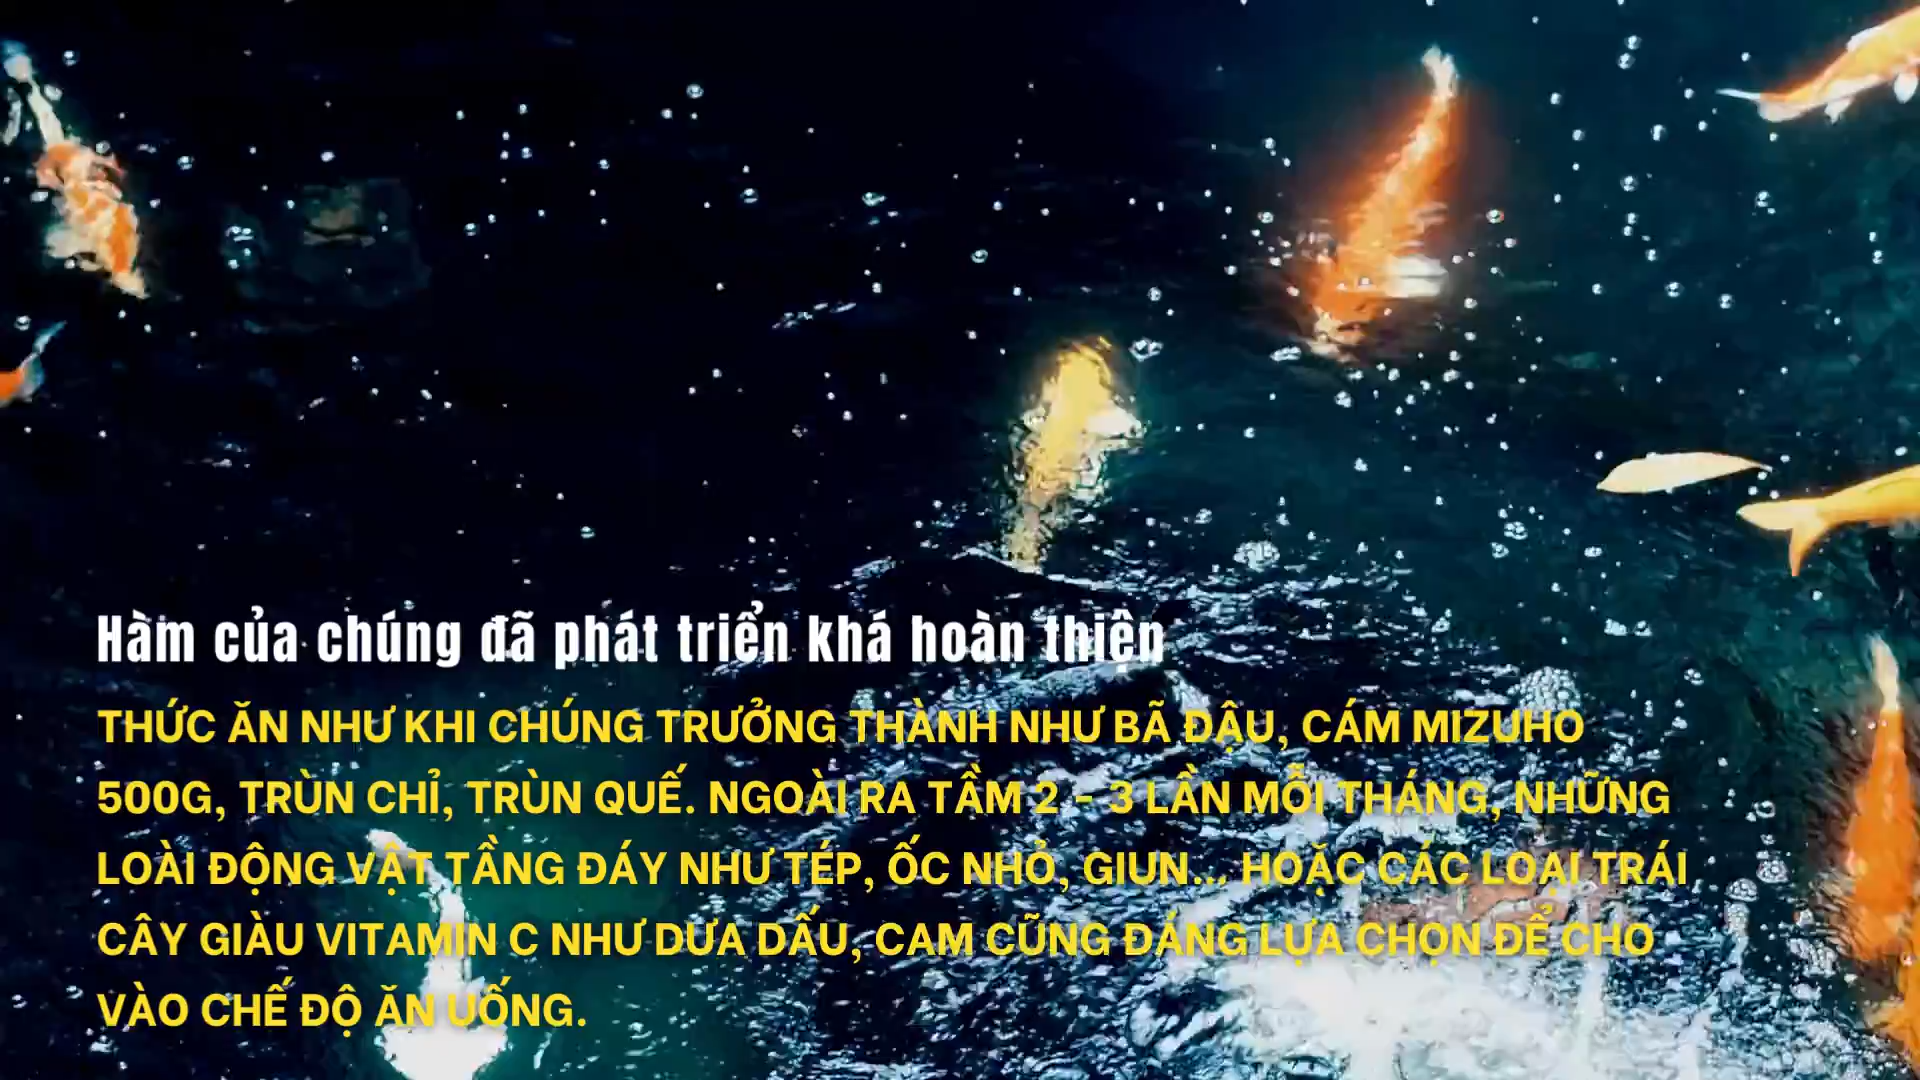 Hàm của chúng đã phát triển khá hoàn thiện
THỨC ĂN NHƯ KHI CHÚNG TRƯỞNG THÀNH NHƯ BÃ ĐẬU, CÁM MIZUHO
500G, TRÙN CHỈ, TRÙN QUẾ. NGOÀI RA TẦM 2 - 3 LẦN MỖI THÁNG, NHỮNG
LOÀI ĐỘNG VẬT TẦNG ĐÁY NHƯ TÉP, ỐC NHỎ, GIUN... HOẶC CÁC LOẠI TRÁI
CÂY GIÀU VITAMIN C NHƯ DƯA DẤU, CAM CŨNG ĐÁNG LỰA CHỌN ĐỂ CHO
VÀO CHẾ ĐỘ ĂN UỐNG.